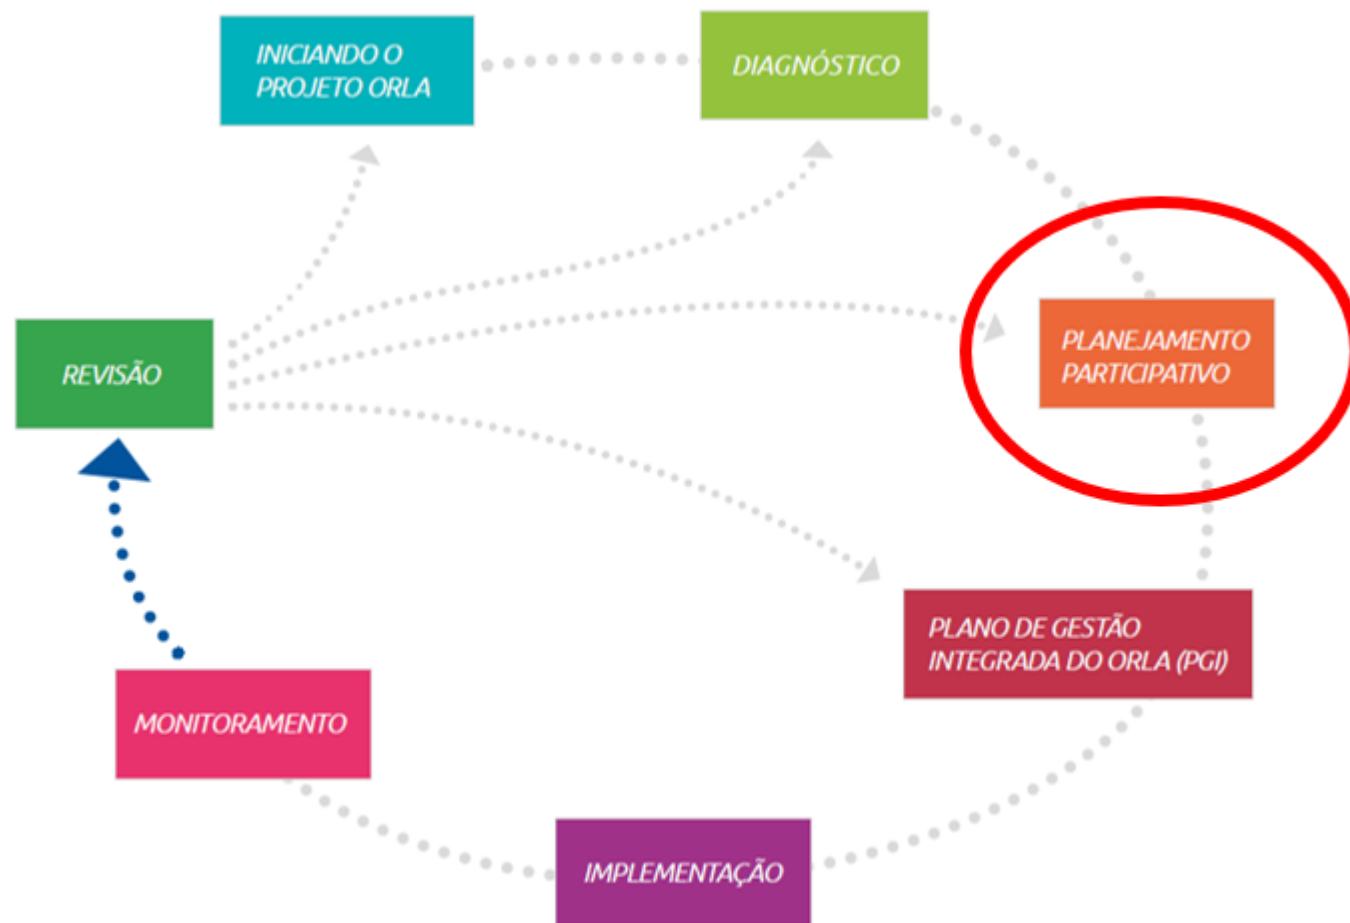 INICIANDO O
PROJETO ORLA
DIAGNÓSTICO
PLANEJAMENTO
PARTICIPATIVO
REVISÃO
PLANO DE GESTÃO
INTEGRADA DO ORLA (PGI)
MONITORAMENTO
IMPLEMENTAÇÃO